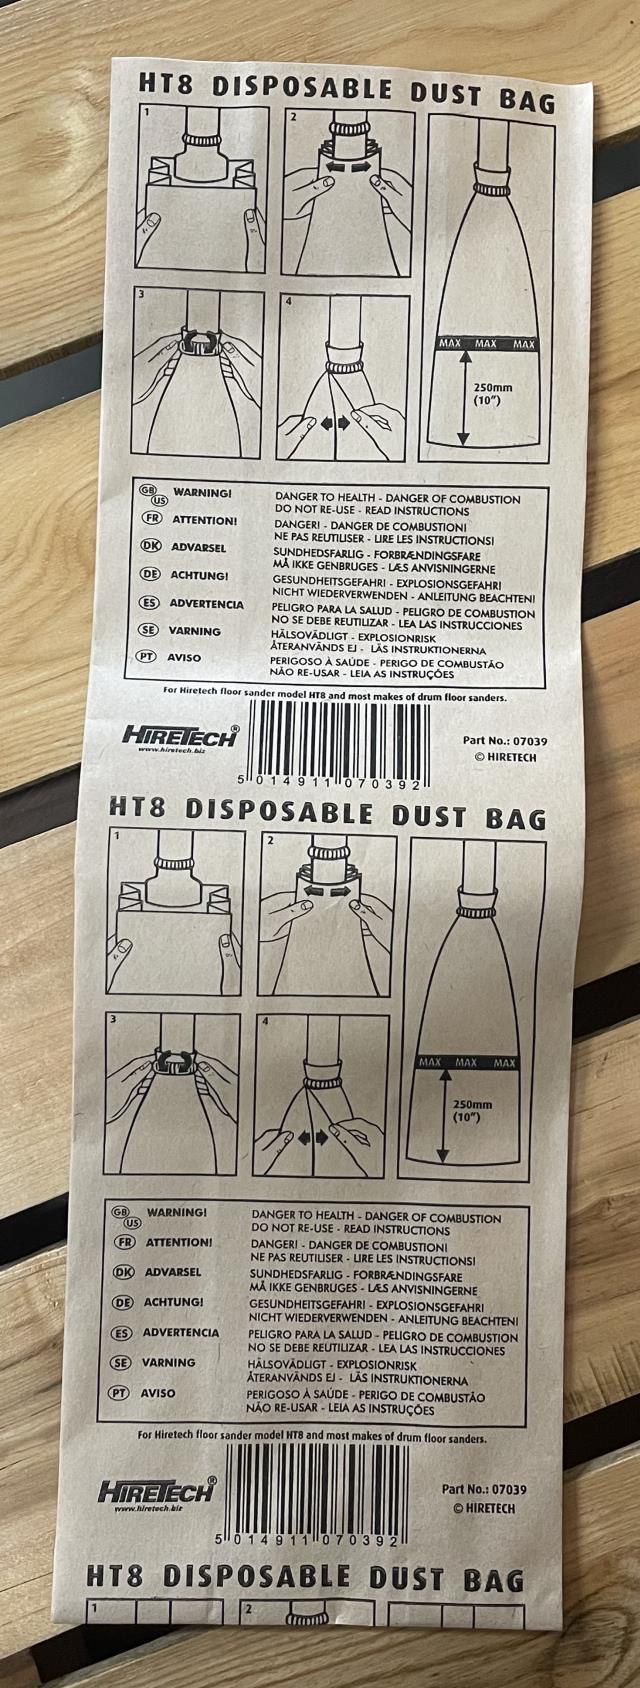 HT8 DISPOSABLE DUST BAG
1
2
3
4
MAX MAX MAX
250mm
(10")
GB US WARNING! DANGER TO HEALTH - DANGER OF COMBUSTION
DO NOT RE-USE - READ INSTRUCTIONS
FR ATTENTION! DANGER! - DANGER DE COMBUSTION!
NE PAS REUTILISER - LIRE LES INSTRUCTIONS!
DK ADVARSEL SUNDHEDSFARLIG - FORBRÆNDINGSFARE
MÅ IKKE GENBRUGES - LÆS ANVISNINGERNE
DE ACHTUNG! GESUNDHEITSGEFAHR! - EXPLOSIONSGEFAHR!
NICHT WIEDERVERWENDEN - ANLEITUNG BEACHTEN!
ES ADVERTENCIA PELIGRO PARA LA SALUD - PELIGRO DE COMBUSTION
NO SE DEBE REUTILIZAR - LEA LAS INSTRUCCIONES
SE VARNING HÄLSOVÅDLIGT - EXPLOSIONRISK
ÅTERANVÄNDS EJ - LÄS INSTRUKTIONERNA
PT AVISO PERIGOSO À SAÚDE - PERIGO DE COMBUSTÃO
NÃO RE-USAR - LEIA AS INSTRUÇÕES
For Hiretech floor sander model HT8 and most makes of drum floor sanders.
HIRETECH®
www.hiretech.biz
5 014911 070392
Part No.: 07039
© HIRETECH
HT8 DISPOSABLE DUST BAG
1
2
3
4
MAX MAX MAX
250mm
(10")
GB US WARNING! DANGER TO HEALTH - DANGER OF COMBUSTION
DO NOT RE-USE - READ INSTRUCTIONS
FR ATTENTION! DANGER! - DANGER DE COMBUSTION!
NE PAS REUTILISER - LIRE LES INSTRUCTIONS!
DK ADVARSEL SUNDHEDSFARLIG - FORBRÆNDINGSFARE
MÅ IKKE GENBRUGES - LÆS ANVISNINGERNE
DE ACHTUNG! GESUNDHEITSGEFAHR! - EXPLOSIONSGEFAHR!
NICHT WIEDERVERWENDEN - ANLEITUNG BEACHTEN!
ES ADVERTENCIA PELIGRO PARA LA SALUD - PELIGRO DE COMBUSTION
NO SE DEBE REUTILIZAR - LEA LAS INSTRUCCIONES
SE VARNING HÄLSOVÅDLIGT - EXPLOSIONRISK
ÅTERANVÄNDS EJ - LÄS INSTRUKTIONERNA
PT AVISO PERIGOSO À SAÚDE - PERIGO DE COMBUSTÃO
NÃO RE-USAR - LEIA AS INSTRUÇÕES
For Hiretech floor sander model HT8 and most makes of drum floor sanders.
HIRETECH®
www.hiretech.biz
5 014911 070392
Part No.: 07039
© HIRETECH
HT8 DISPOSABLE DUST BAG
1
2